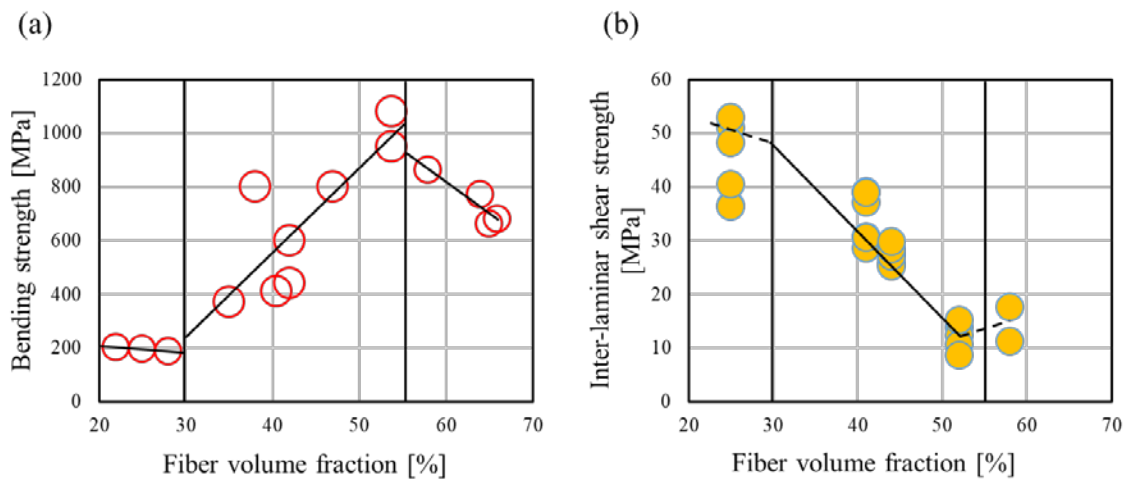 (a)
(b)
Bending strength [MPa]
1200
1000
800
600
400
200
0
20 30 40 50 60 70
Fiber volume fraction [%]
Inter-laminar shear strength
[MPa]
60
50
40
30
20
10
0
20 30 40 50 60 70
Fiber volume fraction [%]